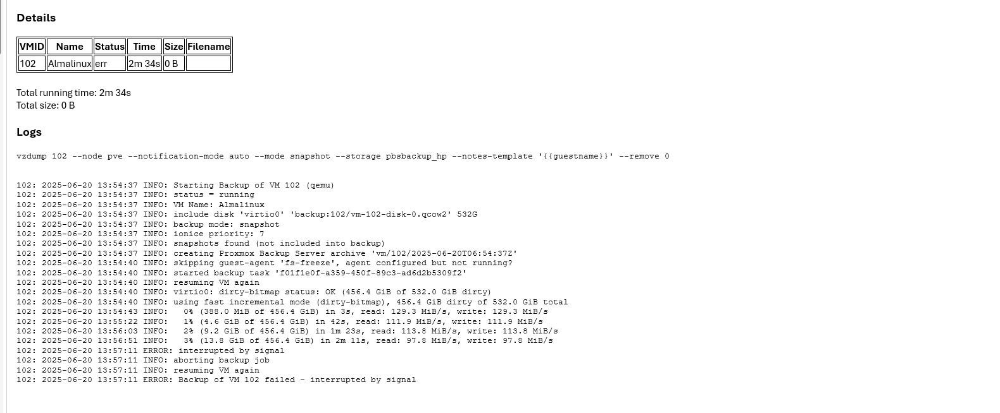 Details
VMID Name Status Time Size Filename
102 Almalinux err 2m 34s 0 B
Total running time: 2m 34s
Total size: 0 B
Logs
vzdump 102 --node pve --notification-mode auto --mode snapshot --storage pbsbackup_hp --notes-template '{{guestname}}' --remove 0
102: 2025-06-20 13:54:37 INFO: Starting Backup of VM 102 (qemu)
102: 2025-06-20 13:54:37 INFO: status = running
102: 2025-06-20 13:54:37 INFO: VM Name: Almalinux
102: 2025-06-20 13:54:37 INFO: include disk 'virtio0' 'backup:102/vm-102-disk-0.qcow2' 532G
102: 2025-06-20 13:54:37 INFO: backup mode: snapshot
102: 2025-06-20 13:54:37 INFO: ionice priority: 7
102: 2025-06-20 13:54:37 INFO: snapshots found (not included into backup)
102: 2025-06-20 13:54:37 INFO: creating Proxmox Backup Server archive 'vm/102/2025-06-20T06:54:37Z'
102: 2025-06-20 13:54:40 INFO: skipping guest-agent 'fs-freeze', agent configured but not running?
102: 2025-06-20 13:54:40 INFO: started backup task 'f01f1e0f-a359-450f-89c3-ad6d2b5309f2'
102: 2025-06-20 13:54:40 INFO: resuming VM again
102: 2025-06-20 13:54:40 INFO: virtio0: dirty-bitmap status: OK (456.4 GiB of 532.0 GiB dirty)
102: 2025-06-20 13:54:40 INFO: using fast incremental mode (dirty-bitmap), 456.4 GiB dirty of 532.0 GiB total
102: 2025-06-20 13:54:43 INFO:   0% (388.0 MiB of 456.4 GiB) in 3s, read: 129.3 MiB/s, write: 129.3 MiB/s
102: 2025-06-20 13:55:22 INFO:   1% (4.6 GiB of 456.4 GiB) in 42s, read: 111.9 MiB/s, write: 111.9 MiB/s
102: 2025-06-20 13:56:03 INFO:   2% (9.2 GiB of 456.4 GiB) in 1m 23s, read: 113.8 MiB/s, write: 113.8 MiB/s
102: 2025-06-20 13:56:51 INFO:   3% (13.8 GiB of 456.4 GiB) in 2m 11s, read: 97.8 MiB/s, write: 97.8 MiB/s
102: 2025-06-20 13:57:11 ERROR: interrupted by signal
102: 2025-06-20 13:57:11 INFO: aborting backup job
102: 2025-06-20 13:57:11 INFO: resuming VM again
102: 2025-06-20 13:57:11 ERROR: Backup of VM 102 failed - interrupted by signal